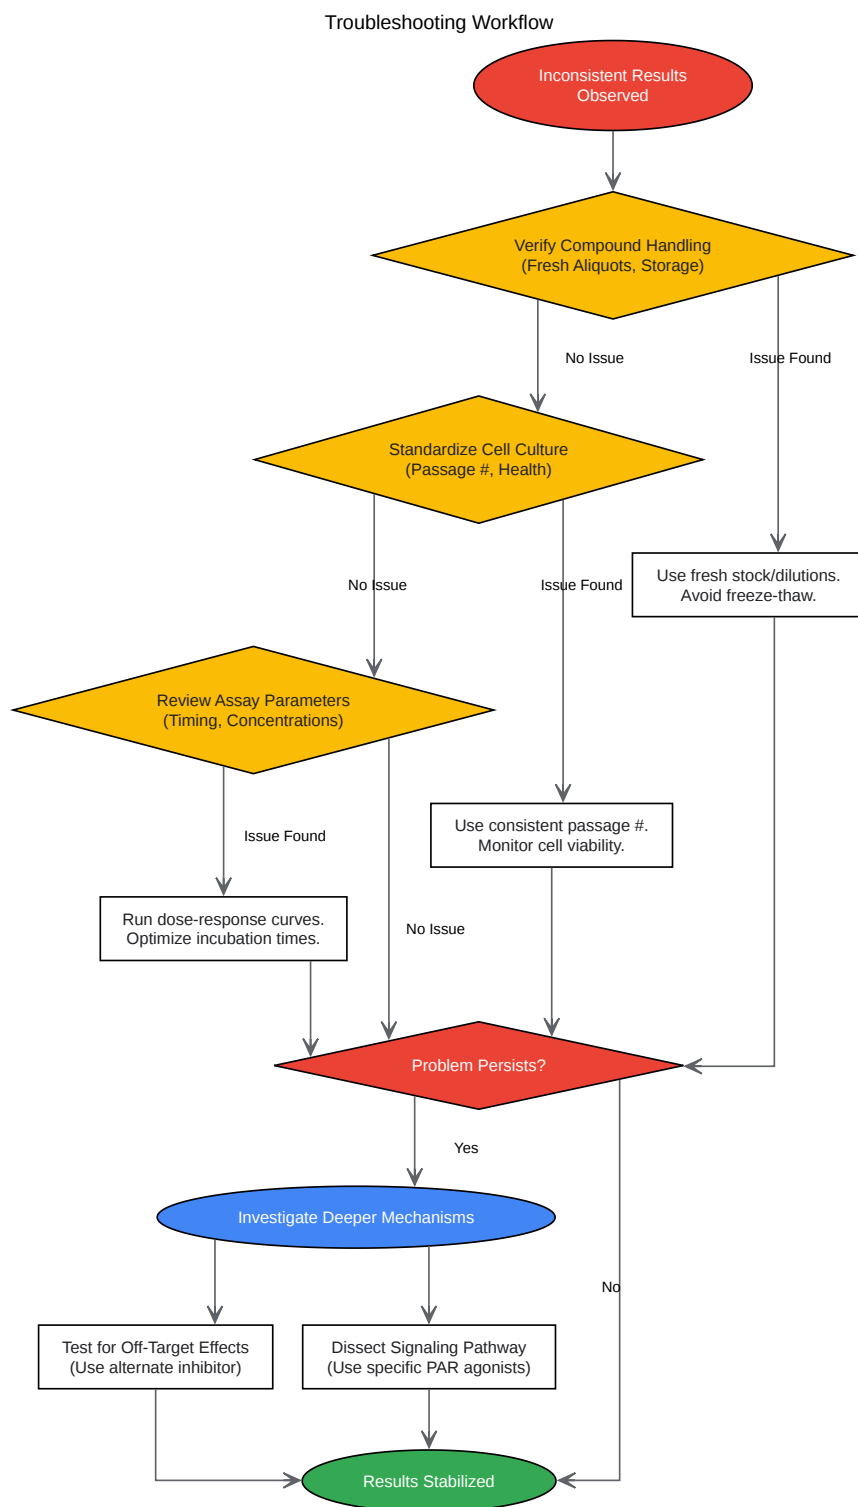 Troubleshooting Workflow
Inconsistent Results
Observed
Verify Compound Handling
(Fresh Aliquots, Storage)
No Issue
Issue Found
Standardize Cell Culture
(Passage #, Health)
No Issue
Issue Found
Use fresh stock/dilutions.
Avoid freeze-thaw.
Review Assay Parameters
(Timing, Concentrations)
Issue Found
Use consistent passage #.
Monitor cell viability.
Run dose-response curves.
Optimize incubation times.
No Issue
Problem Persists?
Yes
Investigate Deeper Mechanisms
No
Test for Off-Target Effects
(Use alternate inhibitor)
Dissect Signaling Pathway
(Use specific PAR agonists)
Results Stabilized